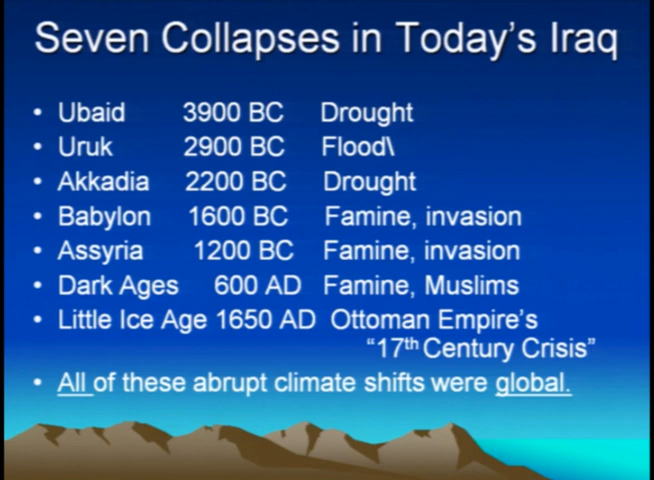 Seven Collapses in Today's Iraq
• Ubaid 3900 BC Drought
• Uruk 2900 BC Flood\
• Akkadia 2200 BC Drought
• Babylon 1600 BC Famine, invasion
• Assyria 1200 BC Famine, invasion
• Dark Ages 600 AD Famine, Muslims
• Little Ice Age 1650 AD Ottoman Empire's
"17th Century Crisis"
• All of these abrupt climate shifts were global.